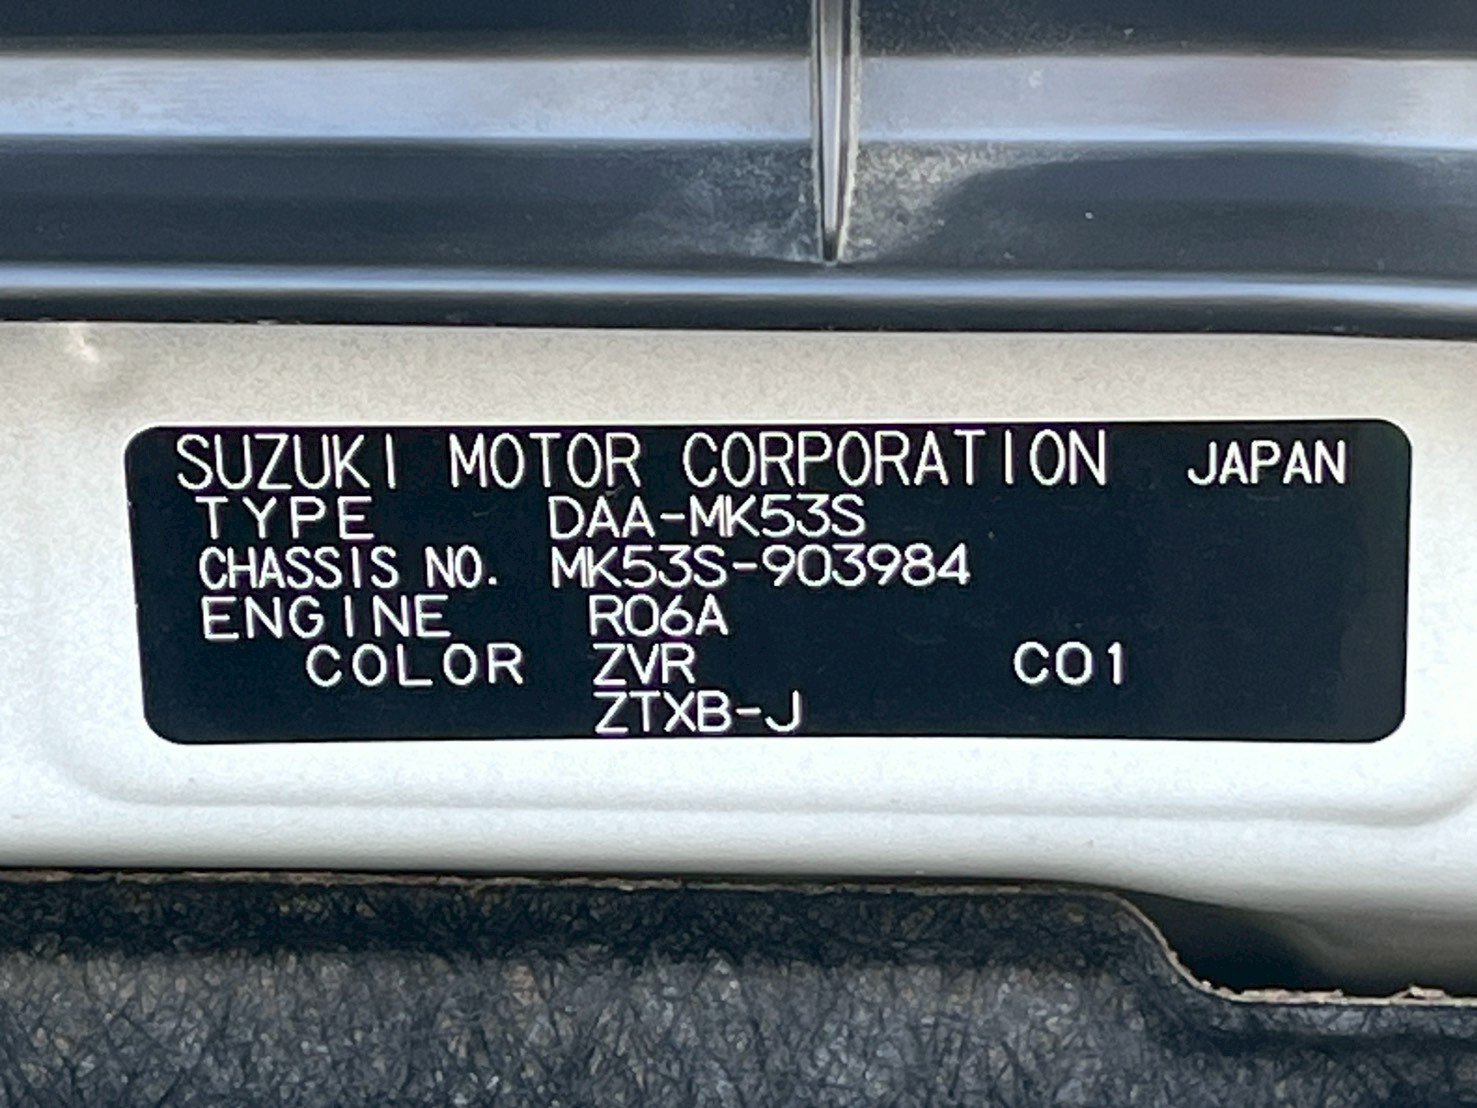 SUZUKI MOTOR CORPORATION JAPAN
TYPE DAA-MK53S
CHASSIS NO. MK53S-903984
ENGINE R06A
COLOR ZVR C01
ZTXB-J